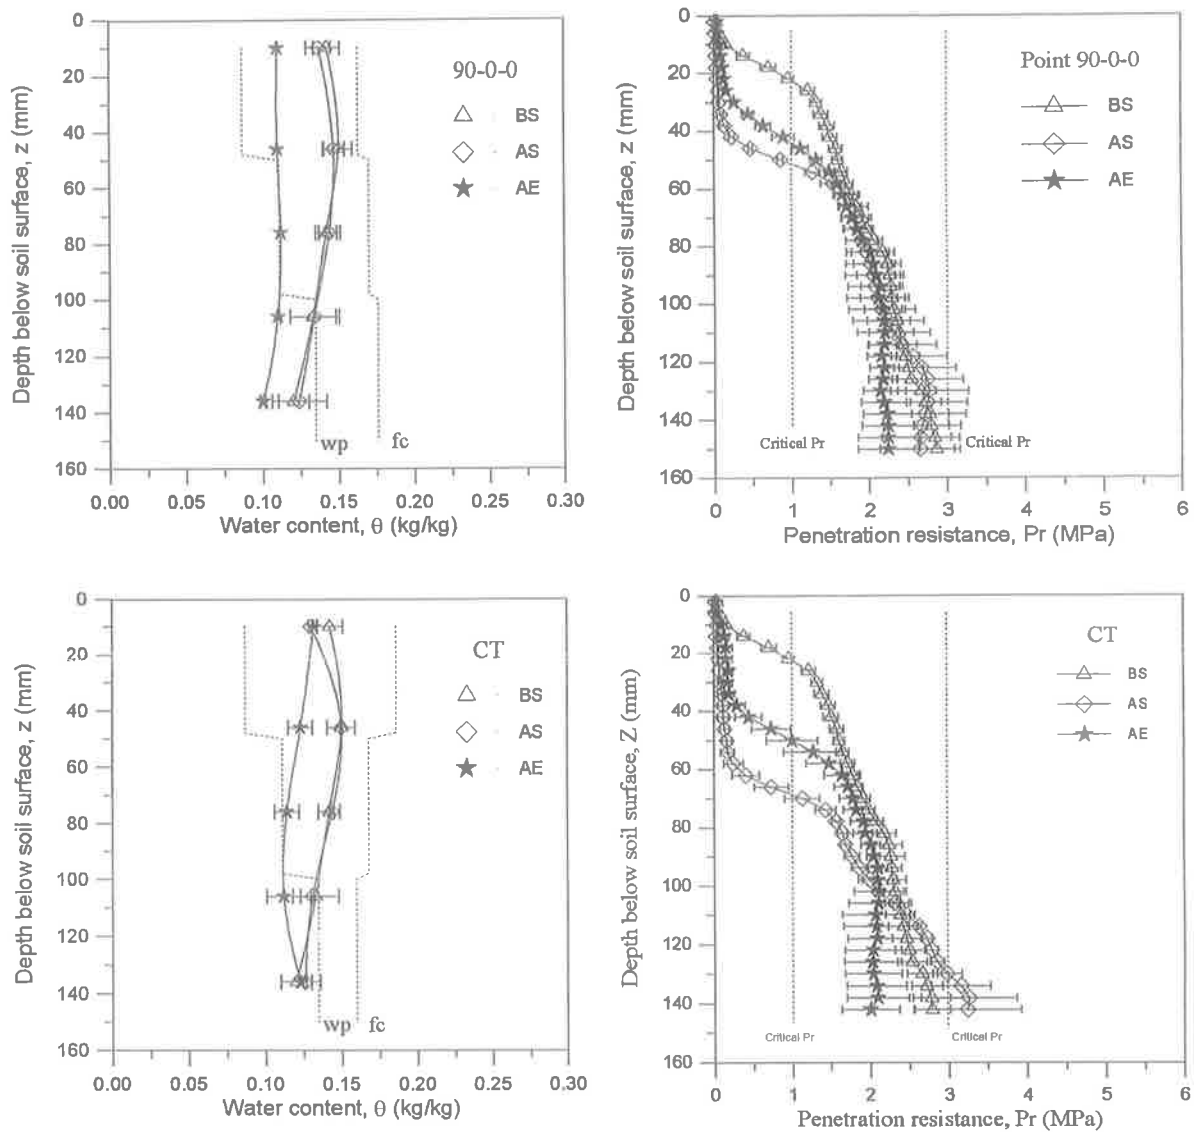 0
20
40
60
80
100
120
140
160
Depth below soil surface, z (mm)
90-0-0
BS
AS
AE
wp
fc
0.00
0.05
0.10
0.15
0.20
0.25
0.30
Water content, θ (kg/kg)
0
20
40
60
80
100
120
140
160
Depth below soil surface, z (mm)
Point 90-0-0
BS
AS
AE
Critical Pr
Critical Pr
0
1
2
3
4
5
6
Penetration resistance, Pr (MPa)
0
20
40
60
80
100
120
140
160
Depth below soil surface, z (mm)
CT
BS
AS
AE
wp
fc
0.00
0.05
0.10
0.15
0.20
0.25
0.30
Water content, θ (kg/kg)
0
20
40
60
80
100
120
140
160
Depth below soil surface, Z (mm)
CT
BS
AS
AE
Critical Pr
Critical Pr
0
1
2
3
4
5
6
Penetration resistance, Pr (MPa)